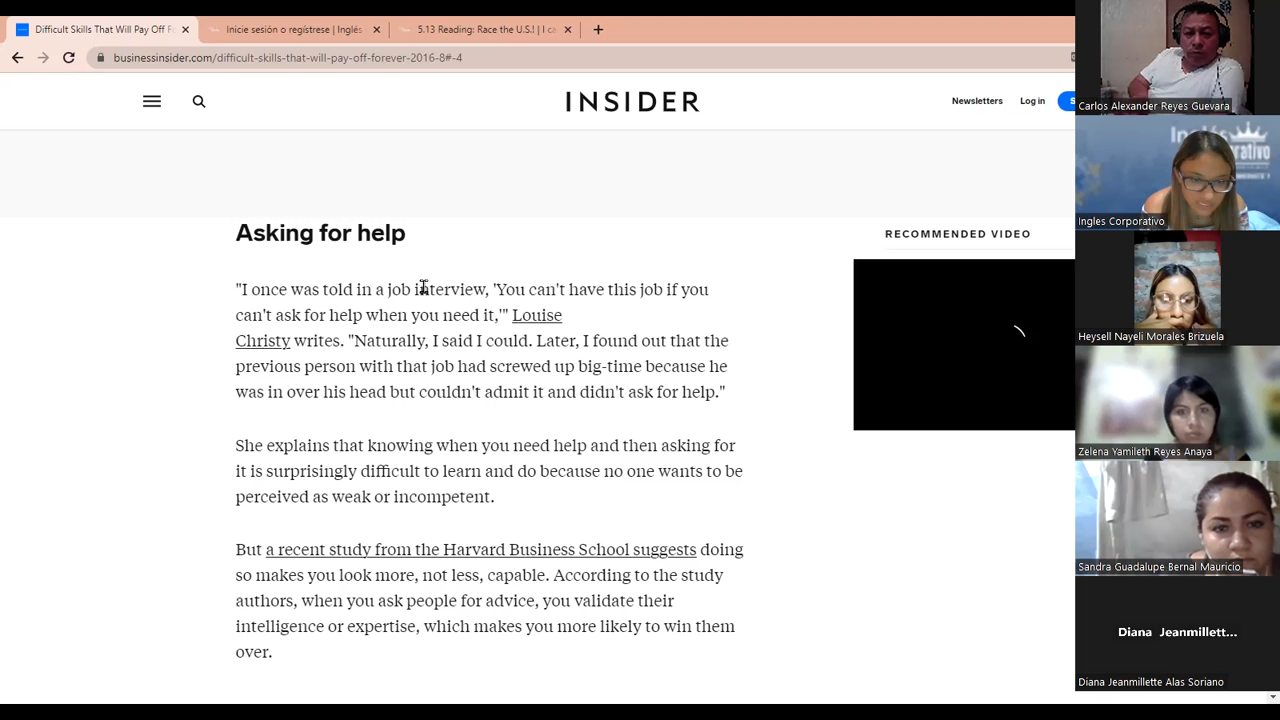 Difficult Skills That Will Pay Off F
Inicie sesión o regístrese | Inglés
5.13 Reading: Race the U.S.! | I ca
businessinsider.com/difficult-skills-that-will-pay-off-forever-2016-8#-4
INSIDER
Newsletters
Log in
S
Asking for help
"I once was told in a job interview, 'You can't have this job if you
can't ask for help when you need it,'" Louise
Christy writes. "Naturally, I said I could. Later, I found out that the
previous person with that job had screwed up big-time because he
was in over his head but couldn't admit it and didn't ask for help."
She explains that knowing when you need help and then asking for
it is surprisingly difficult to learn and do because no one wants to be
perceived as weak or incompetent.
But a recent study from the Harvard Business School suggests doing
so makes you look more, not less, capable. According to the study
authors, when you ask people for advice, you validate their
intelligence or expertise, which makes you more likely to win them
over.
RECOMMENDED VIDEO
Carlos Alexander Reyes Guevara
Ingles Corporativo
Heysell Nayeli Morales Brizuela
Zelena Yamileth Reyes Anaya
Sandra Guadalupe Bernal Mauricio
Diana Jeanmillett...
Diana Jeanmillette Alas Soriano